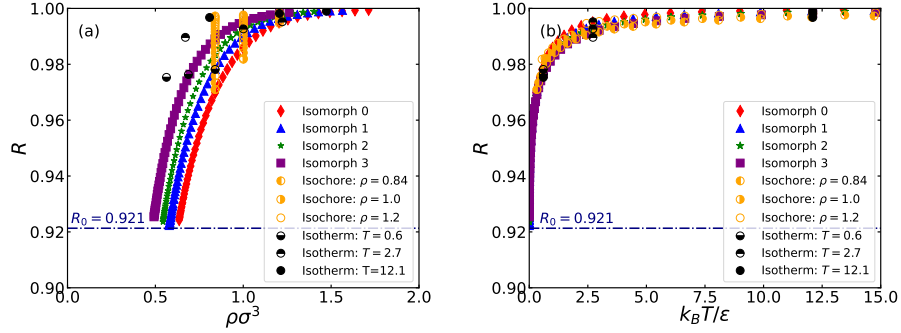 1.00
0.98
0.96
0.94
0.92
0.90
R
(a)
R₀ = 0.921
Isomorph 0
Isomorph 1
Isomorph 2
Isomorph 3
Isochore: ρ = 0.84
Isochore: ρ = 1.0
Isochore: ρ = 1.2
Isotherm: T = 0.6
Isotherm: T = 2.7
Isotherm: T=12.1
0.0 0.5 1.0 1.5 2.0
ρσ³
1.00
0.98
0.96
0.94
0.92
0.90
R
(b)
R₀ = 0.921
Isomorph 0
Isomorph 1
Isomorph 2
Isomorph 3
Isochore: ρ = 0.84
Isochore: ρ = 1.0
Isochore: ρ = 1.2
Isotherm: T = 0.6
Isotherm: T = 2.7
Isotherm: T = 12.1
0.0 2.5 5.0 7.5 10.0 12.5 15.0
k_BT/ε